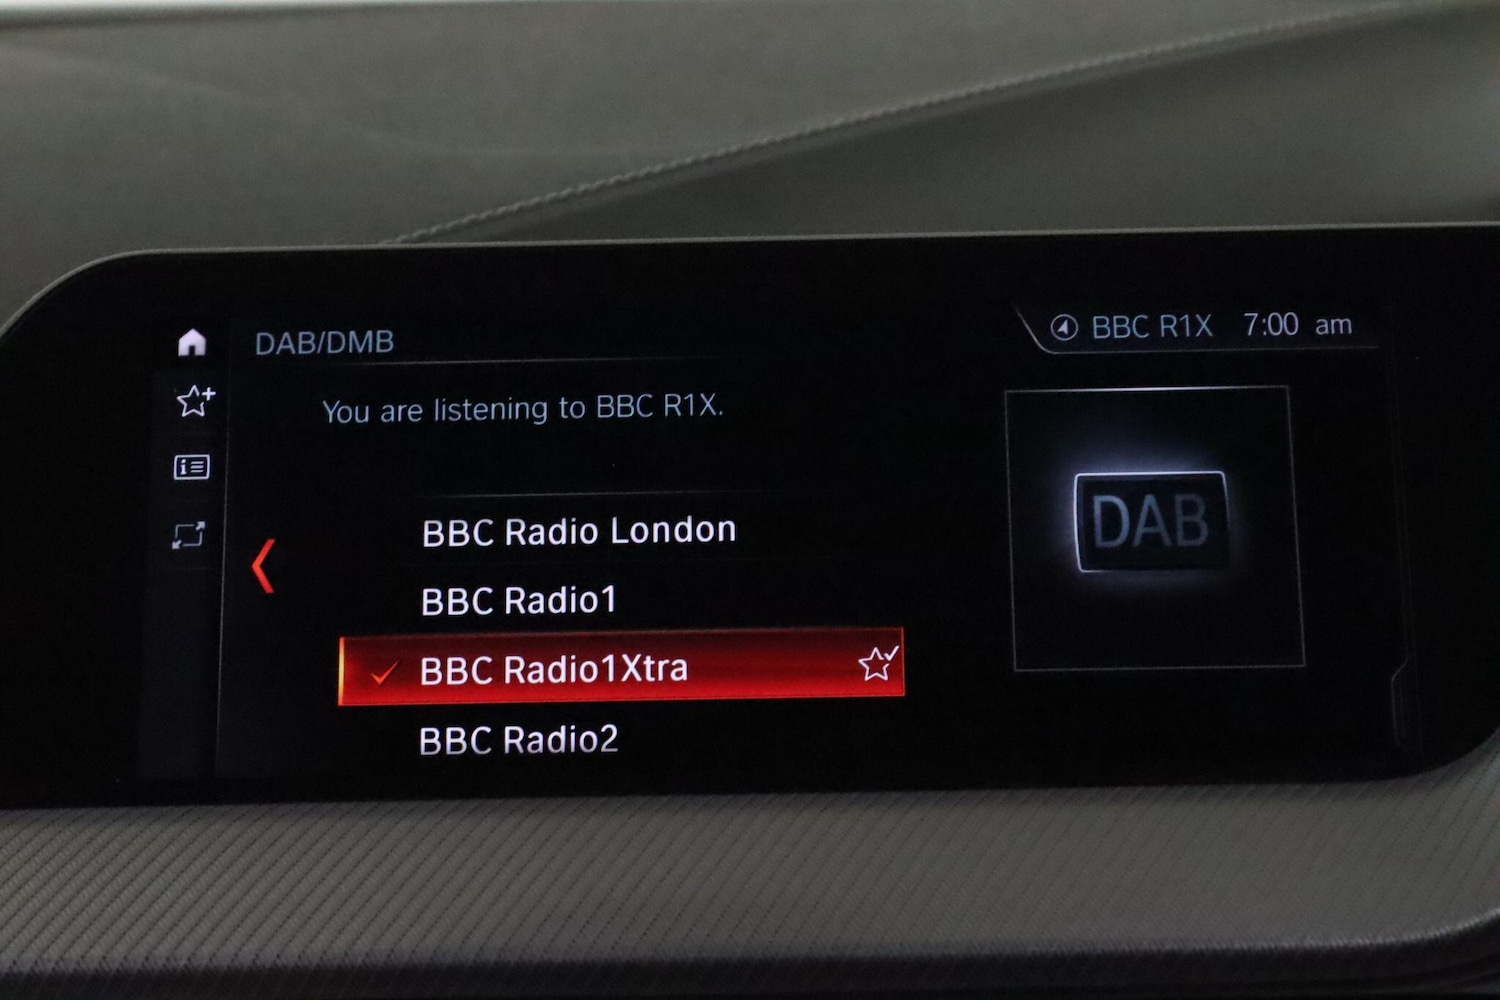 DAB/DMB
BBC R1X 7:00 am
You are listening to BBC R1X.
DAB
BBC Radio London
BBC Radio1
BBC Radio1Xtra
BBC Radio2